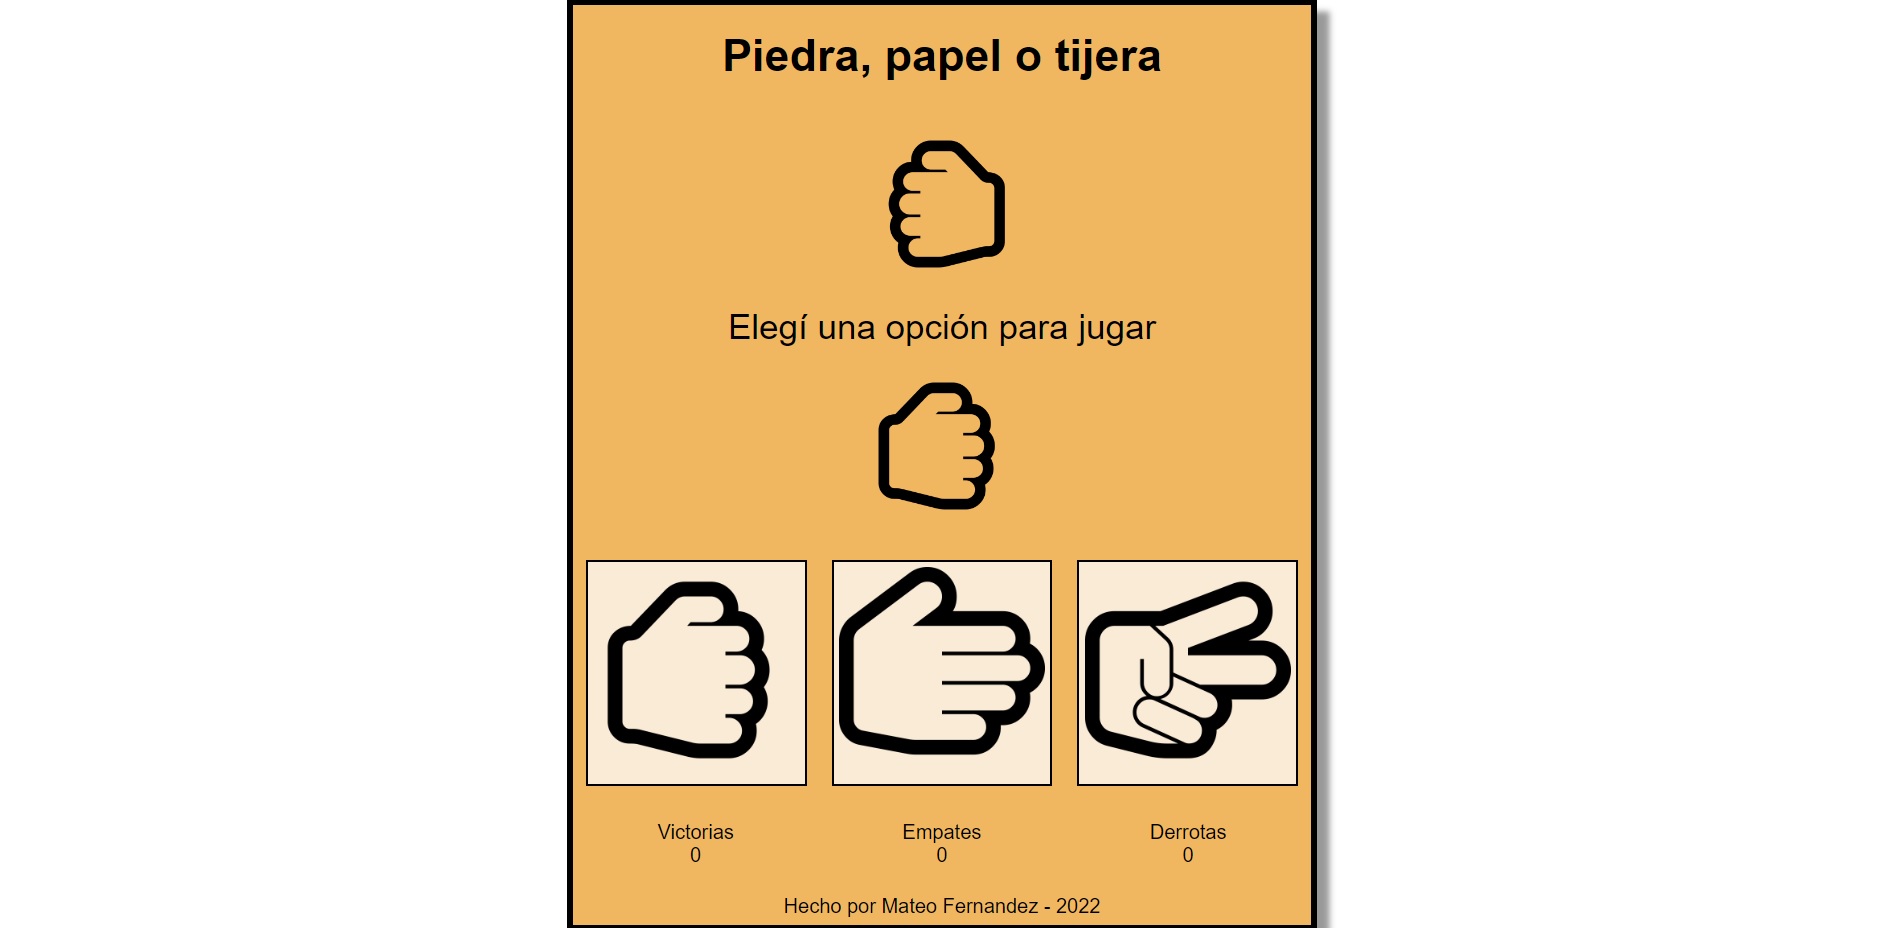 Piedra, papel o tijera
Elegí una opción para jugar
Victorias
0
Empates
0
Derrotas
0
Hecho por Mateo Fernandez - 2022